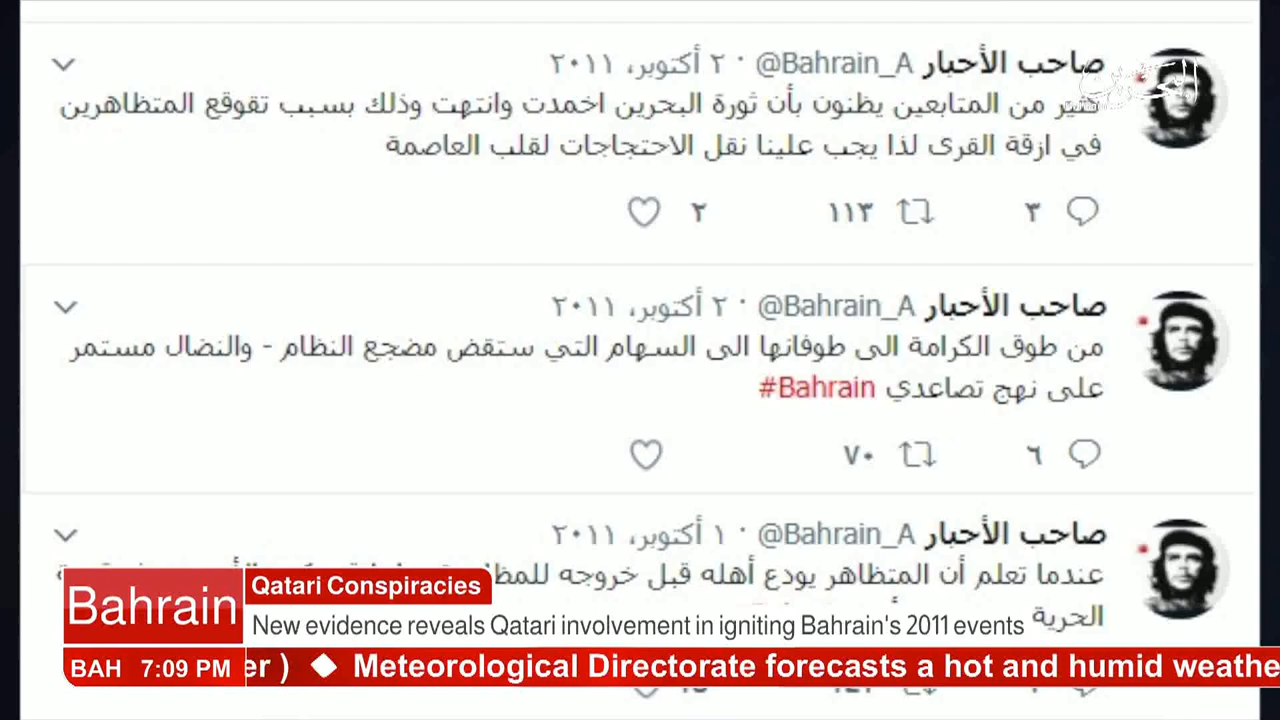 صاحب الأخبار @Bahrain_A · ٢ أكتوبر، ٢٠١١
كثير من المتابعين يظنون بأن ثورة البحرين اخمدت وانتهت وذلك بسبب تقوقع المتظاهرين
في ازقة القرى لذا يجب علينا نقل الاحتجاجات لقلب العاصمة
٣ ١١٣ ٢
صاحب الأخبار @Bahrain_A · ٢ أكتوبر، ٢٠١١
من طوق الكرامة الى طوفانها الى السهام التي ستقض مضجع النظام - والنضال مستمر
على نهج تصاعدي #Bahrain
٦ ٧٠
صاحب الأخبار @Bahrain_A · ١ أكتوبر، ٢٠١١
عندما تعلم أن المتظاهر يودع أهله قبل خروجه
الحرية
Bahrain
Qatari Conspiracies
New evidence reveals Qatari involvement in igniting Bahrain's 2011 events
BAH 7:09 PM
er ) ◆ Meteorological Directorate forecasts a hot and humid weathe